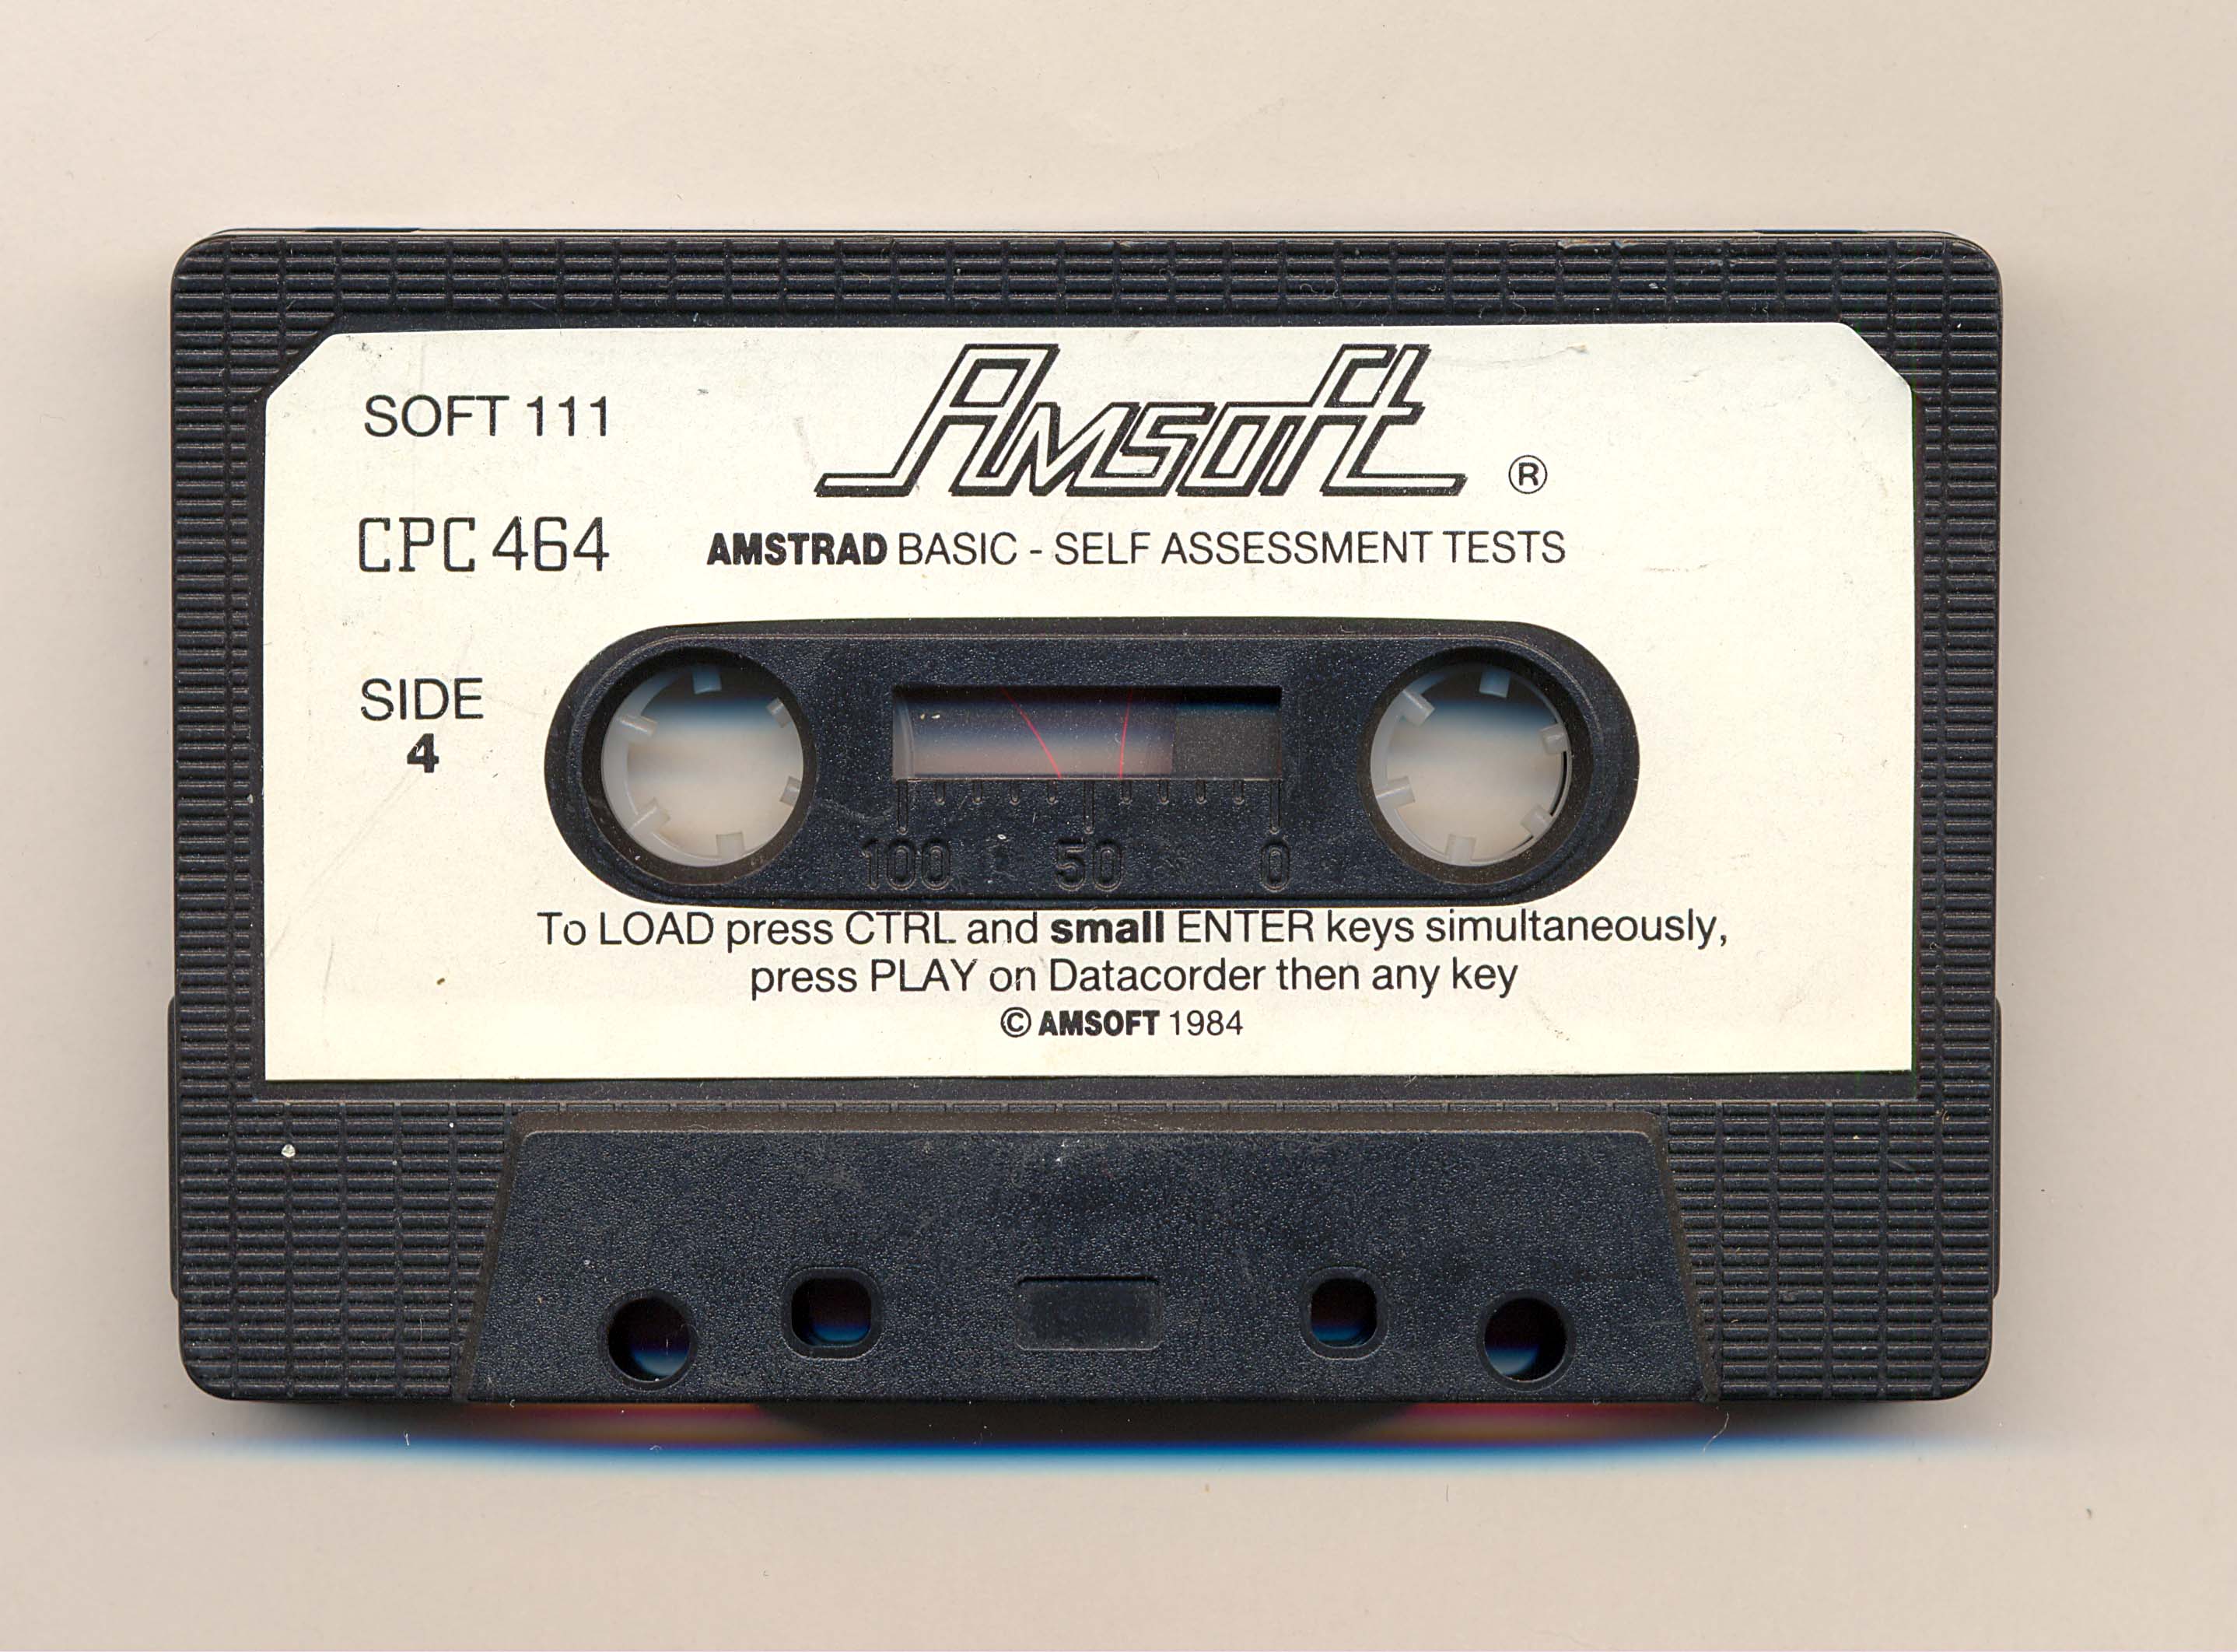 SOFT 111
Amsoft ®
CPC 464
AMSTRAD BASIC - SELF ASSESSMENT TESTS
SIDE
4
100 50 0
To LOAD press CTRL and small ENTER keys simultaneously,
press PLAY on Datacorder then any key
© AMSOFT 1984